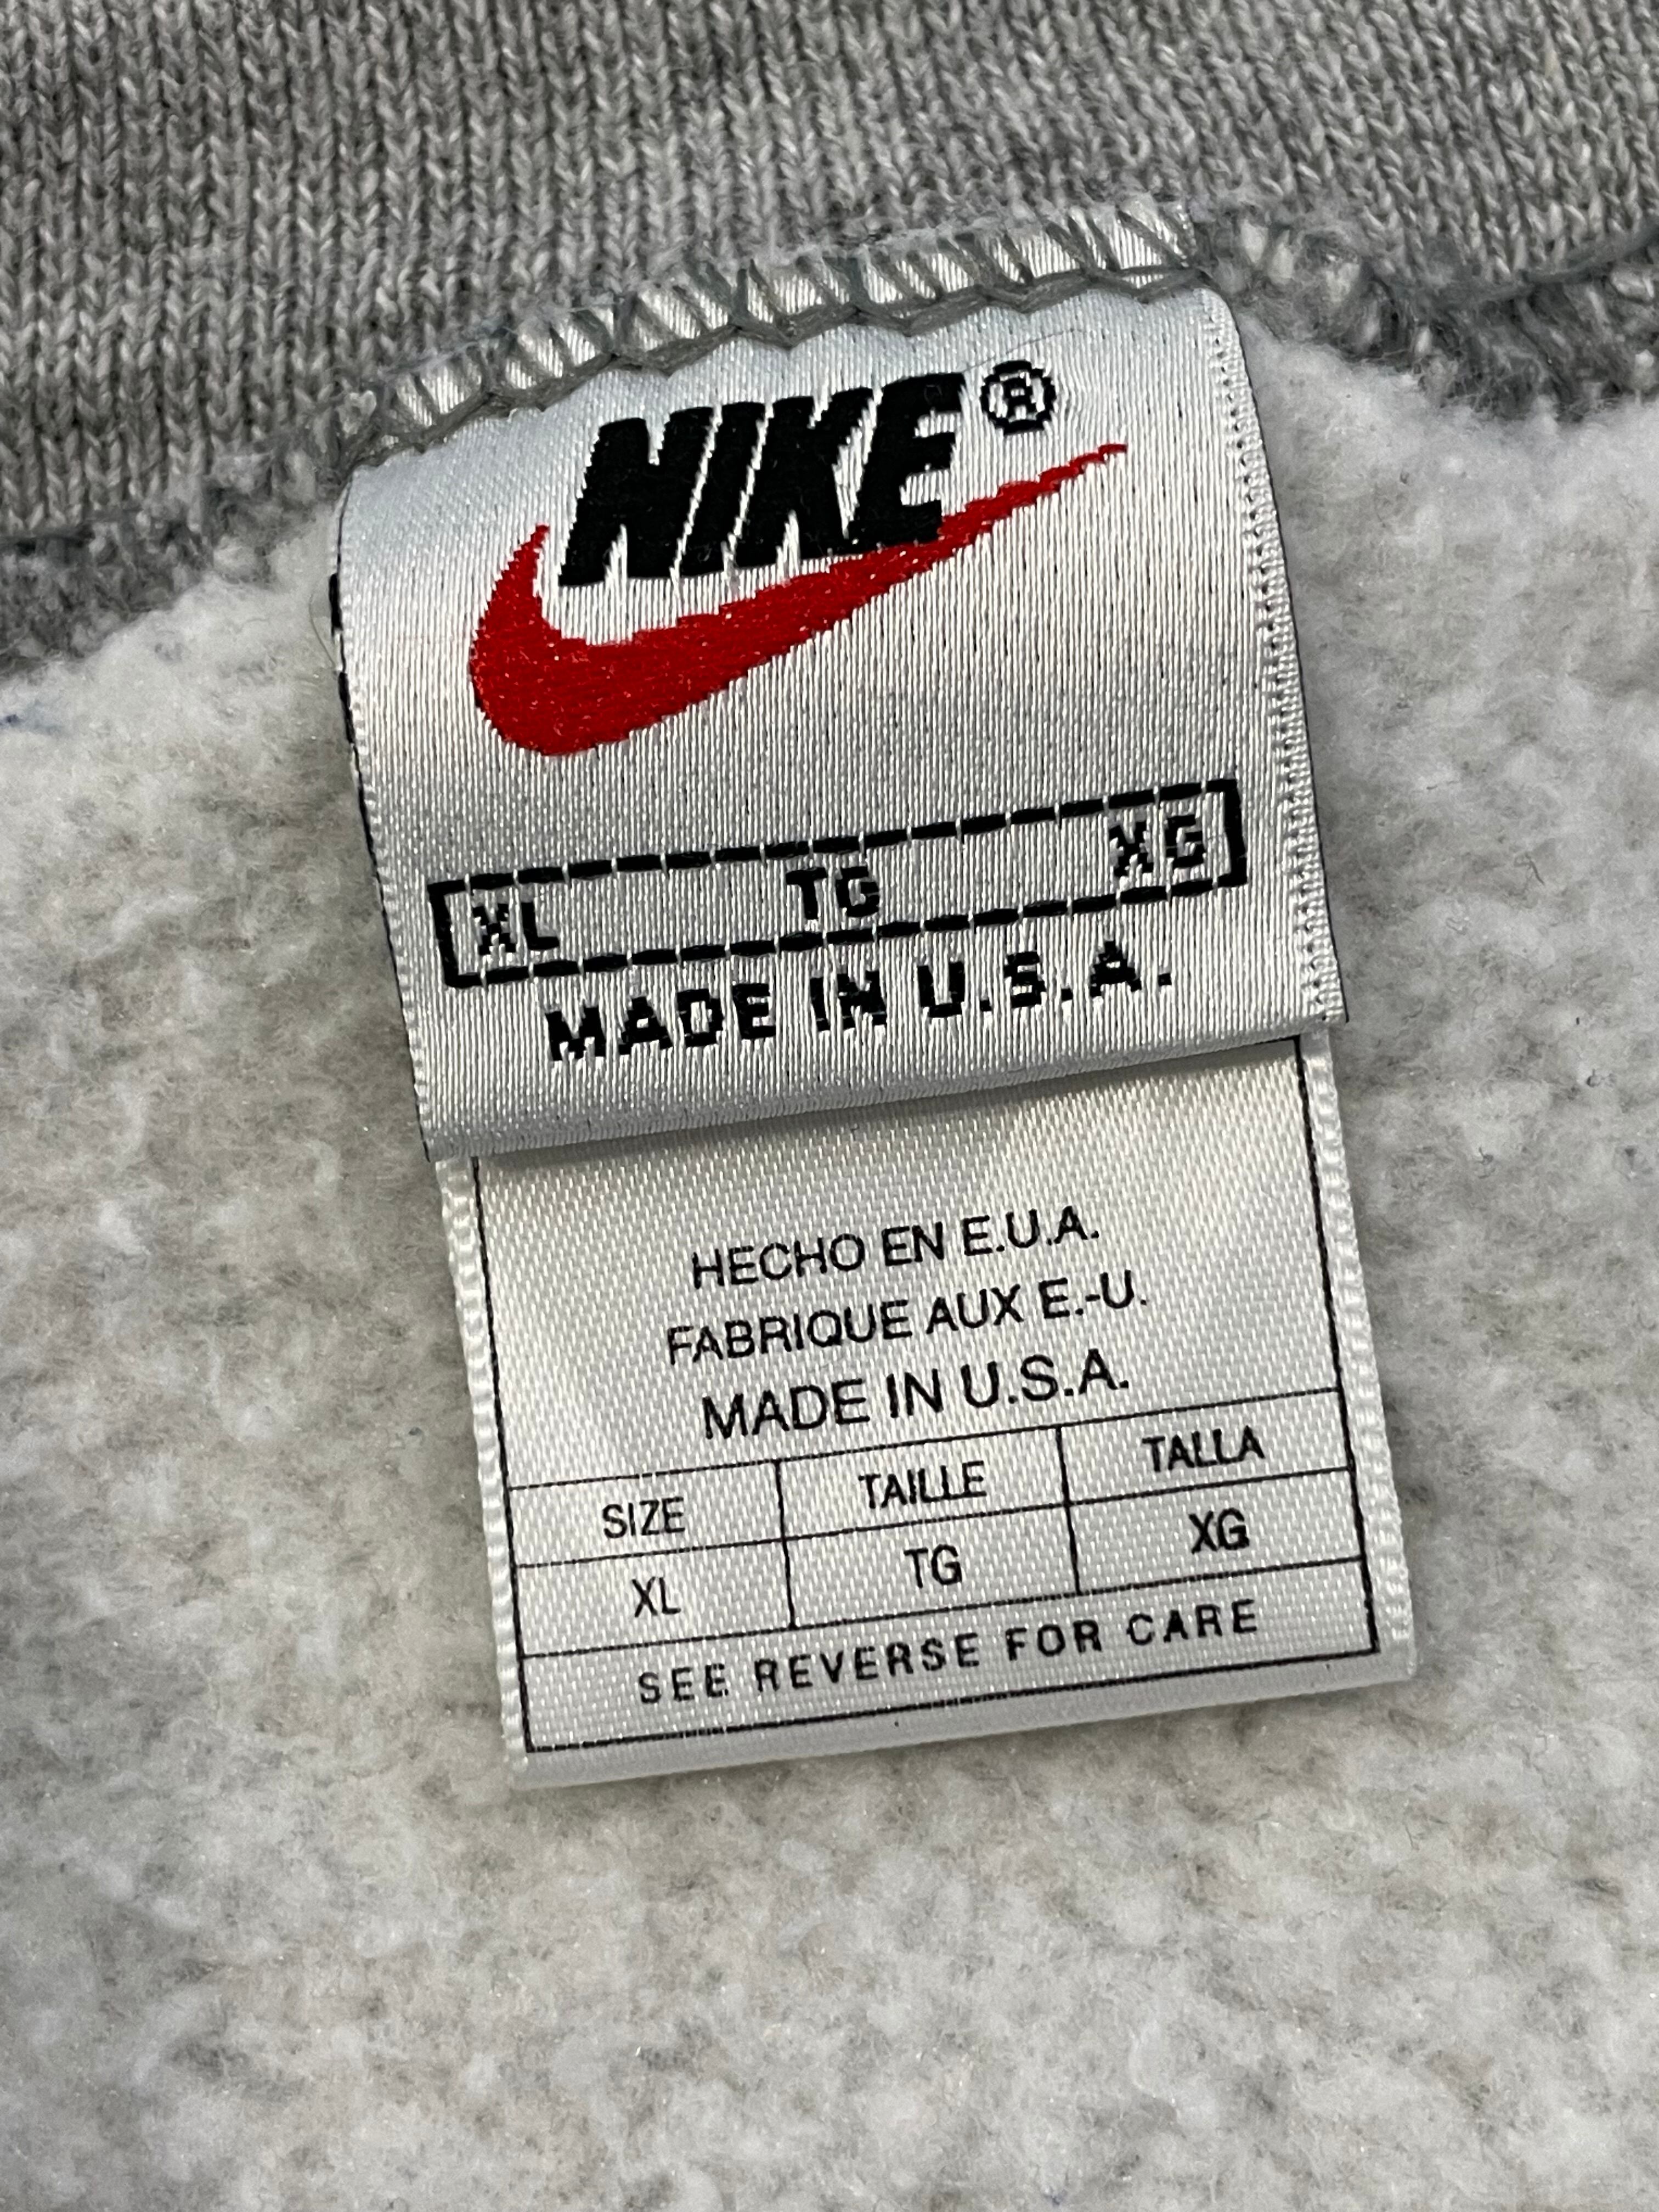 NIKE®
XL TG XG
MADE IN U.S.A.
HECHO EN E.U.A.
FABRIQUE AUX E.-U.
MADE IN U.S.A.
SIZE TAILLE TALLA
XL TG XG
SEE REVERSE FOR CARE